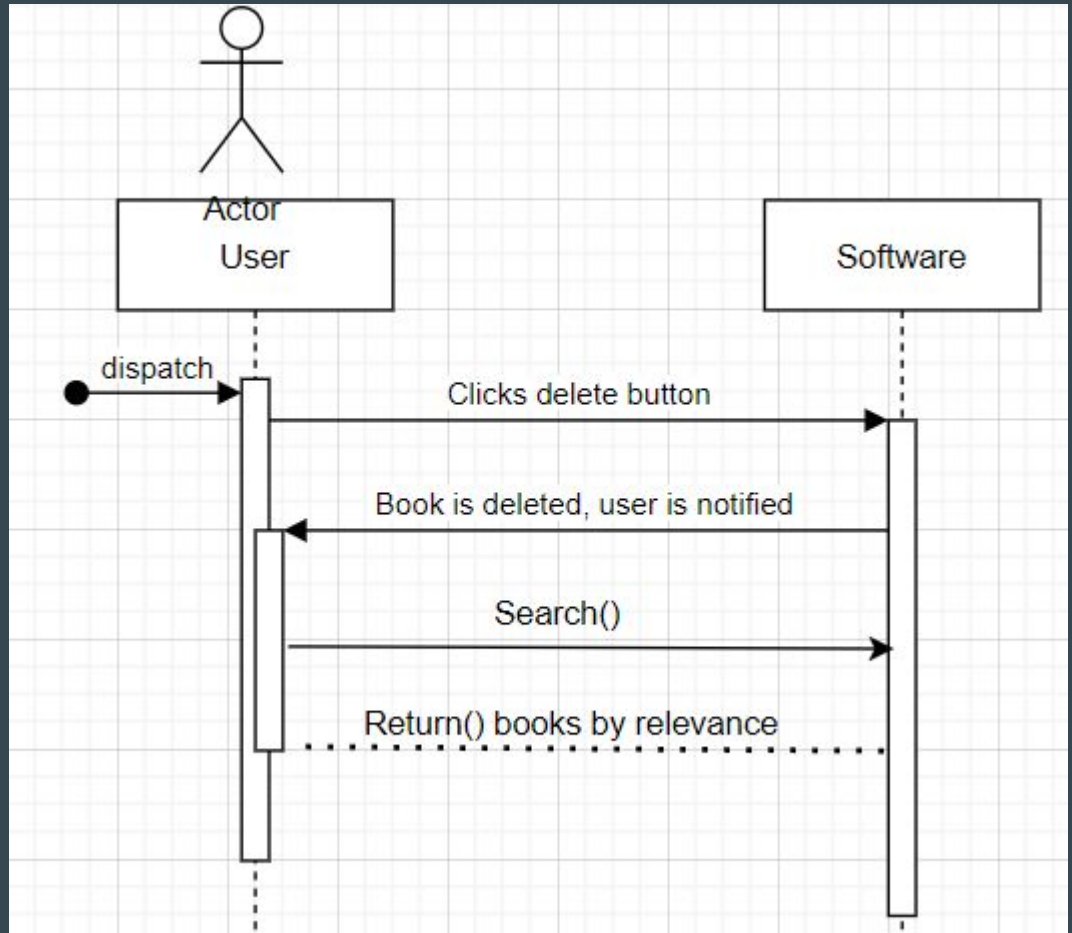 Actor
User
Software
dispatch
Clicks delete button
Book is deleted, user is notified
Search()
Return() books by relevance